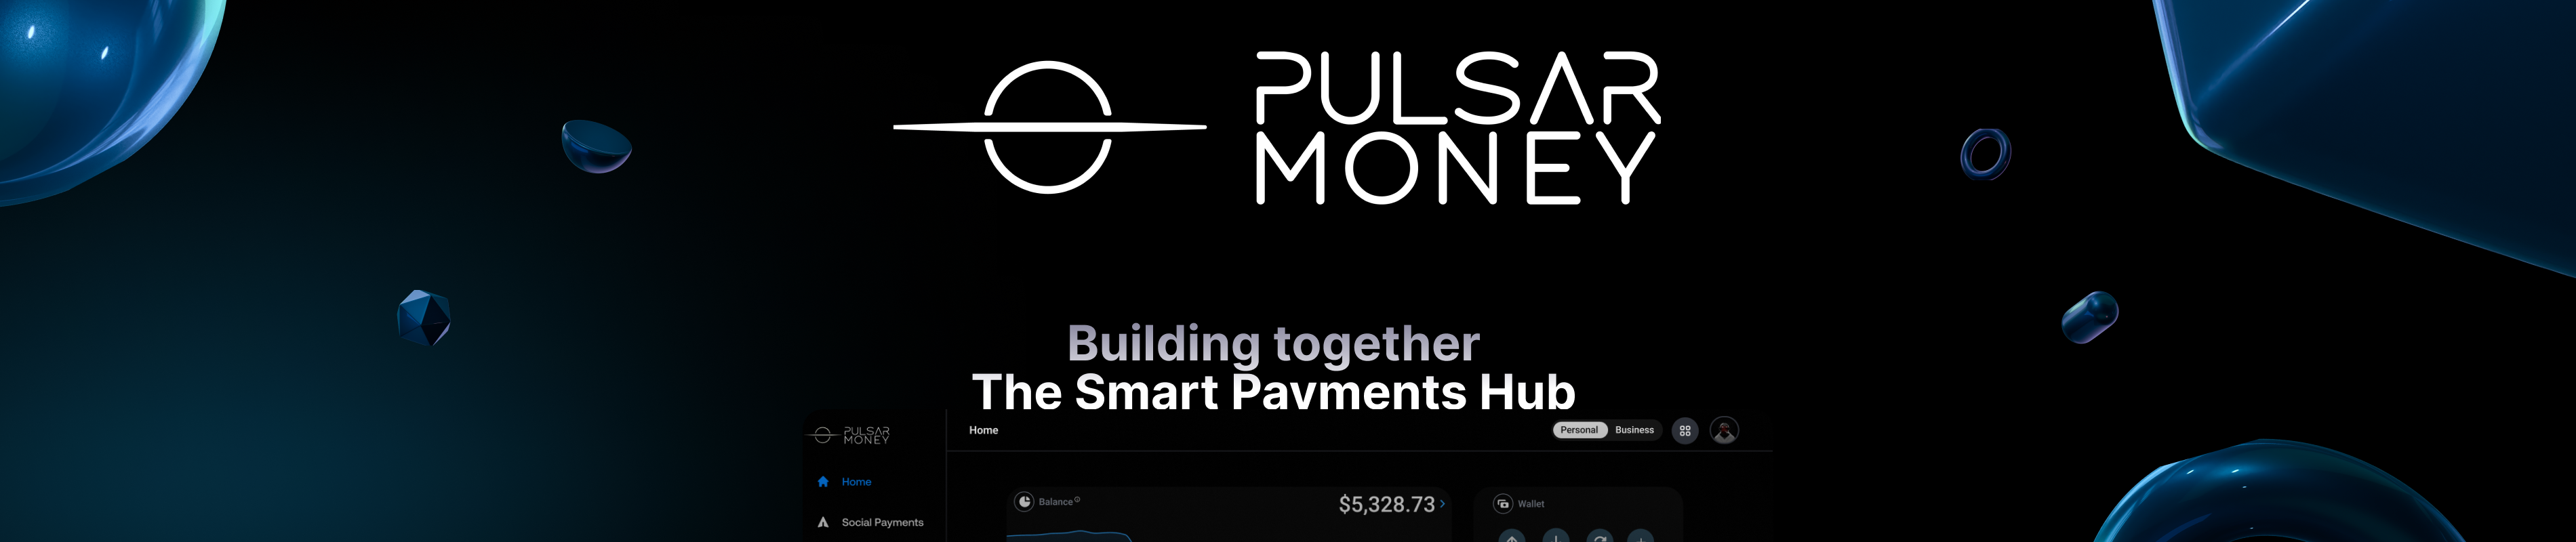 PULSAR
MONEY
Building together
The Smart Payments Hub
PULSAR
MONEY
Home
Personal
Business
Home
Balance
$5,328.73
Wallet
Social Payments